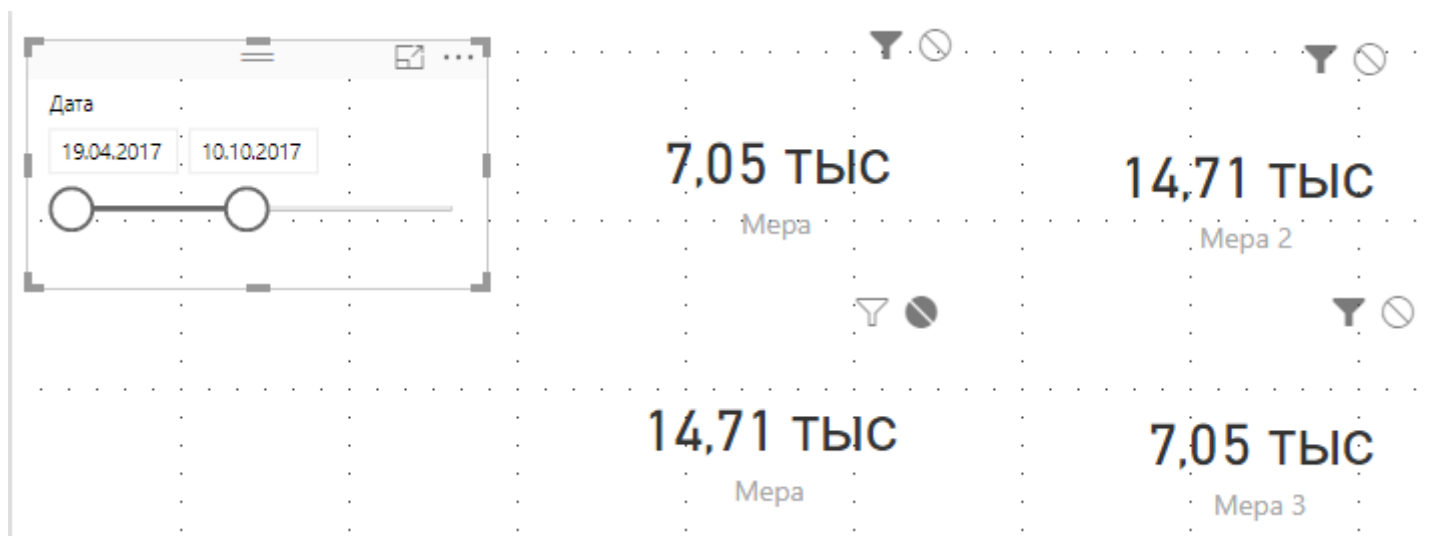 Дата
19.04.2017 10.10.2017
7,05 тыс
Мера
14,71 тыс
Мера 2
14,71 тыс
Мера
7,05 тыс
Мера 3